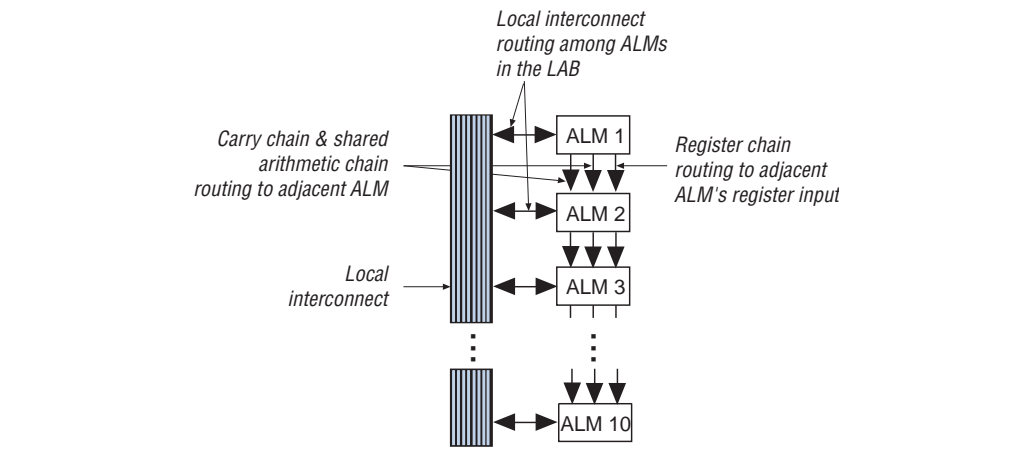 Local interconnect
routing among ALMs
in the LAB
Carry chain & shared
arithmetic chain
routing to adjacent ALM
ALM 1
Register chain
routing to adjacent
ALM's register input
ALM 2
Local
interconnect
ALM 3
ALM 10